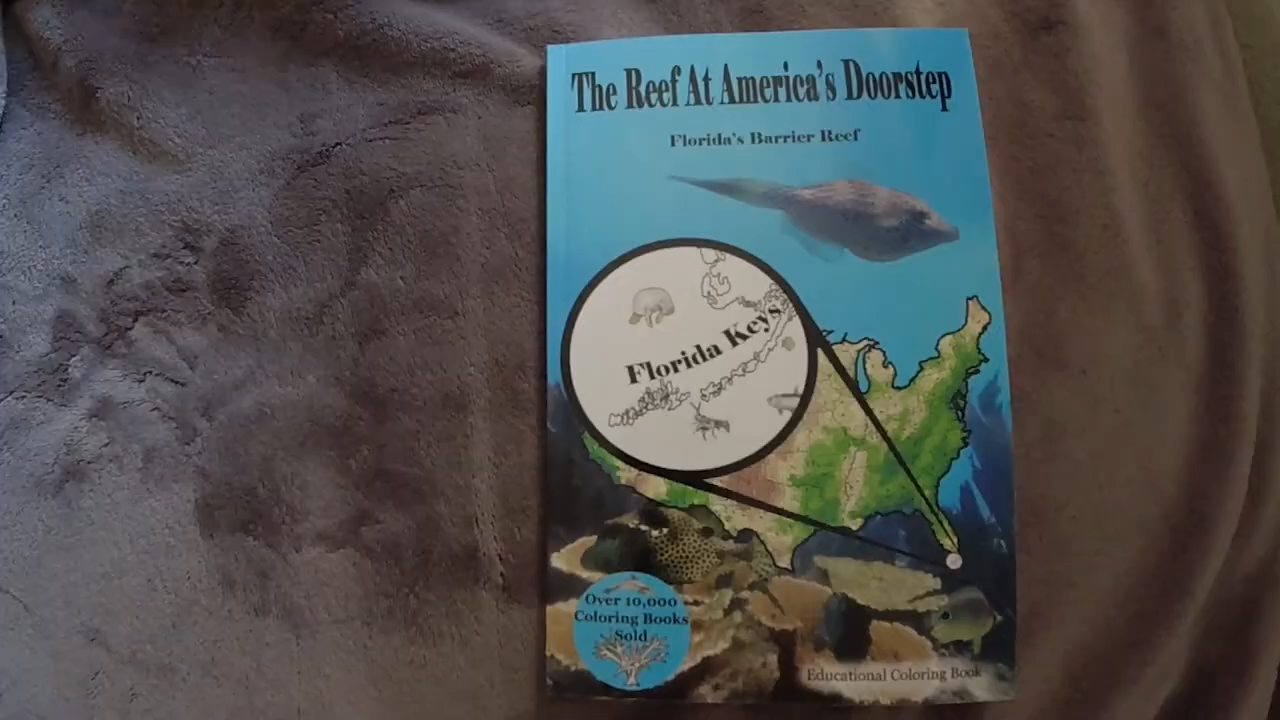 The Reef At America's Doorstep
Florida's Barrier Reef
Florida Keys
Over 10,000
Coloring Books
Sold
Educational Coloring Book